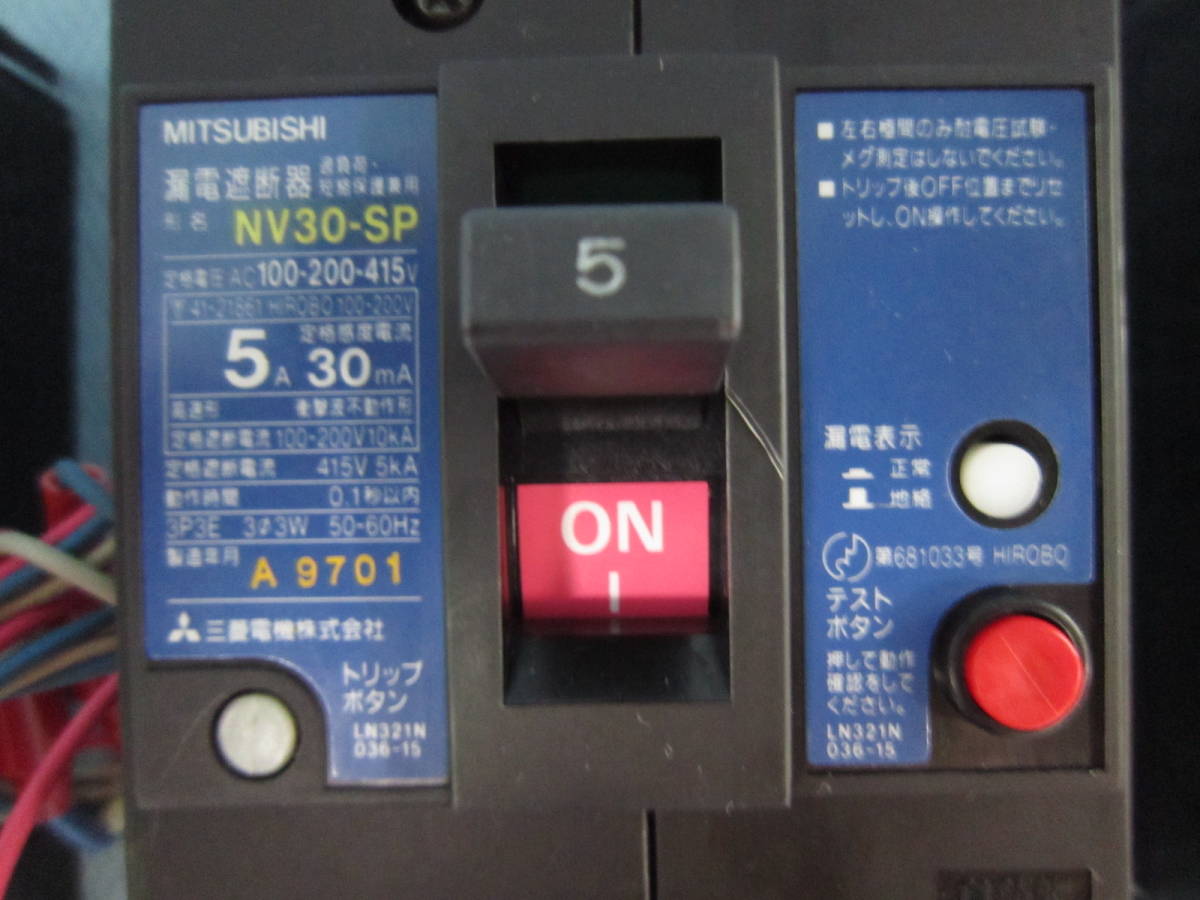 MITSUBISHI
漏電遮断器 過負荷・
短絡保護兼用
形名 NV30-SP
定格電圧 AC100-200-415V
〒41-21861 HIROBO 100-200V
定格感度電流
5A 30mA
高速形 衝撃波不動作形
定格遮断電流 100-200V10kA
定格遮断電流 415V 5kA
動作時間 0.1秒以内
3P3E 3φ3W 50-60Hz
製造年月 A 9701
三菱電機株式会社
トリップ
ボタン
LN321N
036-15
5
ON
■左右極間のみ耐電圧試験・
メグ測定はしないでください。
■トリップ後OFF位置までリセ
ットし、ON操作してください。
漏電表示
正常
地絡
第681033号 HIROBO
テスト
ボタン
押して動作
確認をして
ください。
LN321N
036-15